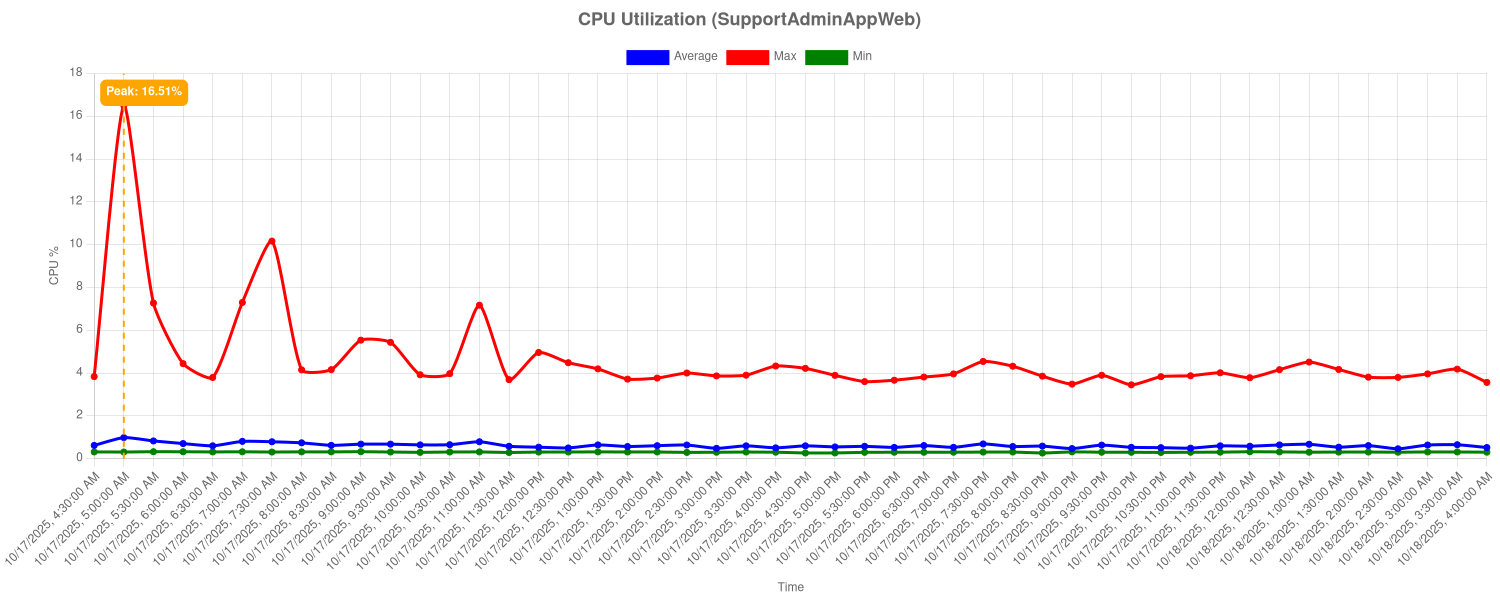 CPU Utilization (SupportAdminAppWeb)
Average Max Min
Peak: 16.51%
CPU %
18
16
14
12
10
8
6
4
2
0
10/17/2025, 4:30:00 AM
10/17/2025, 5:00:00 AM
10/17/2025, 5:30:00 AM
10/17/2025, 6:00:00 AM
10/17/2025, 6:30:00 AM
10/17/2025, 7:00:00 AM
10/17/2025, 7:30:00 AM
10/17/2025, 8:00:00 AM
10/17/2025, 8:30:00 AM
10/17/2025, 9:00:00 AM
10/17/2025, 9:30:00 AM
10/17/2025, 10:00:00 AM
10/17/2025, 10:30:00 AM
10/17/2025, 11:00:00 AM
10/17/2025, 11:30:00 AM
10/17/2025, 12:00:00 PM
10/17/2025, 12:30:00 PM
10/17/2025, 1:00:00 PM
10/17/2025, 1:30:00 PM
10/17/2025, 2:00:00 PM
10/17/2025, 2:30:00 PM
10/17/2025, 3:00:00 PM
10/17/2025, 3:30:00 PM
10/17/2025, 4:00:00 PM
10/17/2025, 4:30:00 PM
10/17/2025, 5:00:00 PM
10/17/2025, 5:30:00 PM
10/17/2025, 6:00:00 PM
10/17/2025, 6:30:00 PM
10/17/2025, 7:00:00 PM
10/17/2025, 7:30:00 PM
10/17/2025, 8:00:00 PM
10/17/2025, 8:30:00 PM
10/17/2025, 9:00:00 PM
10/17/2025, 9:30:00 PM
10/17/2025, 10:00:00 PM
10/17/2025, 10:30:00 PM
10/17/2025, 11:00:00 PM
10/17/2025, 11:30:00 PM
10/18/2025, 12:00:00 AM
10/18/2025, 12:30:00 AM
10/18/2025, 1:00:00 AM
10/18/2025, 1:30:00 AM
10/18/2025, 2:00:00 AM
10/18/2025, 2:30:00 AM
10/18/2025, 3:00:00 AM
10/18/2025, 3:30:00 AM
10/18/2025, 4:00:00 AM
Time